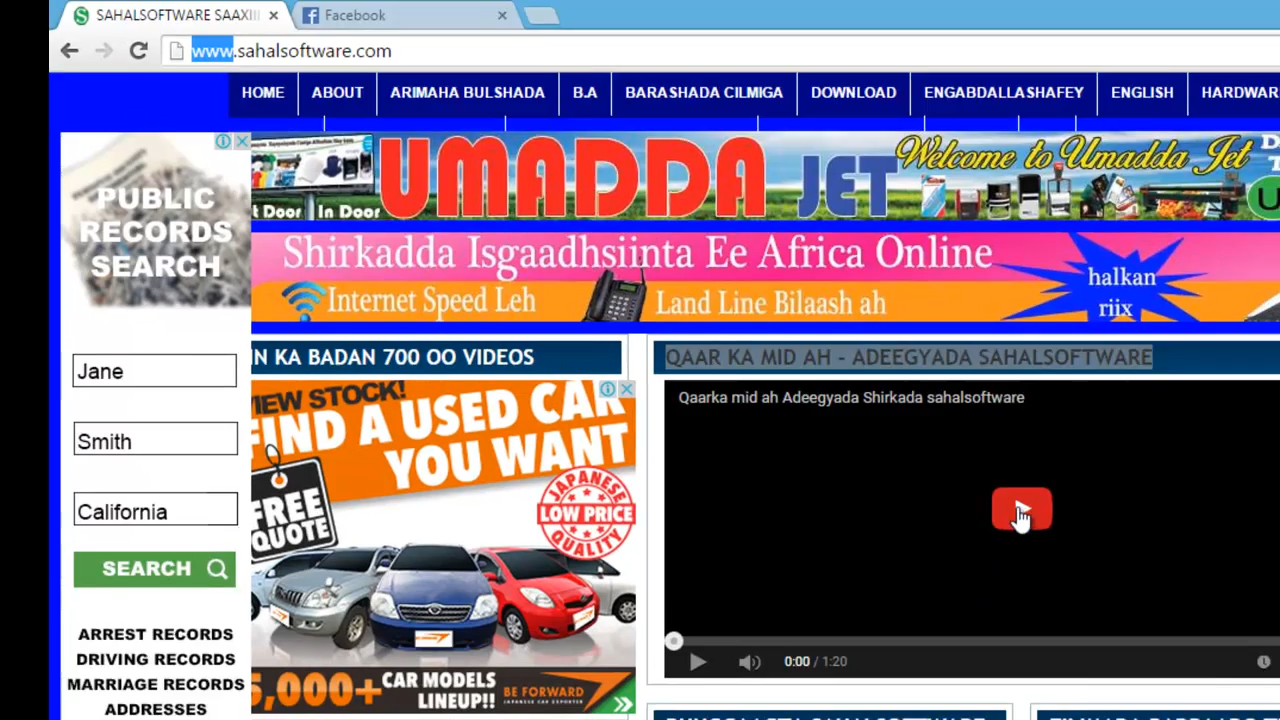 SAHALSOFTWARE SAAXII
Facebook
www.sahalsoftware.com
HOME ABOUT ARIMAHA BULSHADA B.A BARASHADA CILMIGA DOWNLOAD ENGABDALLASHAFEY ENGLISH HARDWAR
PUBLIC
RECORDS
SEARCH
Jane
Smith
California
SEARCH
ARREST RECORDS
DRIVING RECORDS
MARRIAGE RECORDS
ADDRESSES
UMADDA JET
Welcome to Umadda Jet
t Door In Door
Shirkadda Isgaadhsiinta Ee Africa Online
Internet Speed Leh
Land Line Bilaash ah
halkan
riix
IN KA BADAN 700 OO VIDEOS
VIEW STOCK!
FIND A USED CAR
YOU WANT
FREE
QUOTE
JAPANESE
LOW PRICE
QUALITY
5,000+ CAR MODELS
LINEUP!!
BE FORWARD
JAPANESE CAR EXPORTER
QAAR KA MID AH - ADEEGYADA SAHALSOFTWARE
Qaarka mid ah Adeegyada Shirkada sahalsoftware
0:00 / 1:20